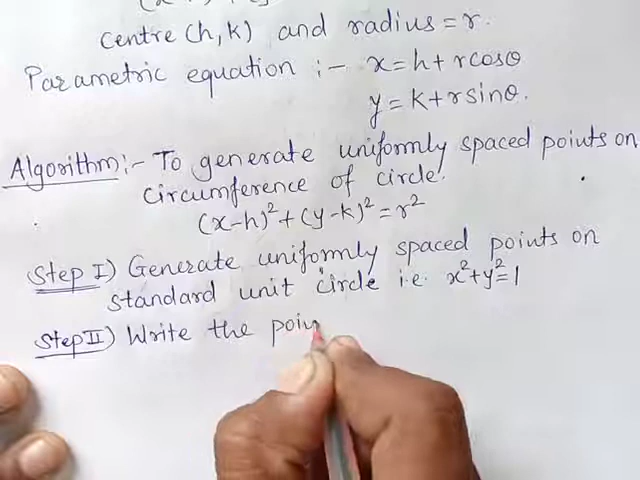 centre (h, k) and radius = r.
Parametric equation :- x = h + r cosθ
y = k + r sinθ.
Algorithm:- To generate uniformly spaced points on
circumference of circle.
(x-h)² + (y-k)² = r²
Step I) Generate uniformly spaced points on
standard unit circle i.e. x² + y² = 1
Step II) Write the poin